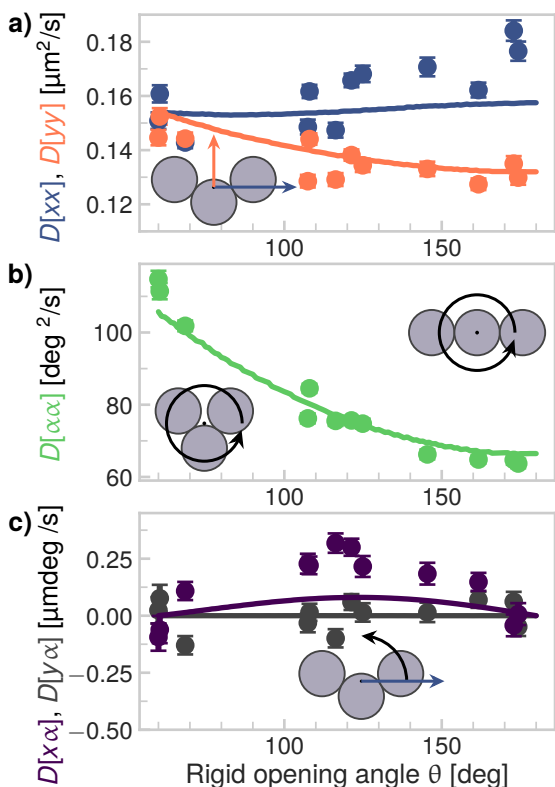 a)
D[xx], D[yy] [μm²/s]
0.18
0.16
0.14
0.12
100
150
b)
D[αα] [deg ²/s]
100
80
60
100
150
c)
D[xα], D[yα] [μmdeg /s]
0.25
0.00
−0.25
−0.50
100
150
Rigid opening angle θ [deg]